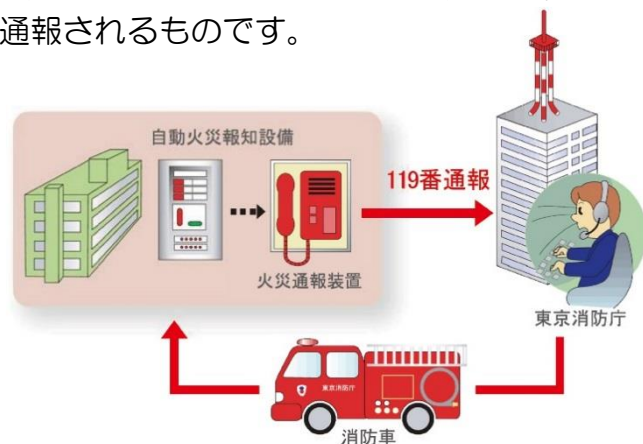 通報されるものです。
自動火災報知設備
119番通報
火災通報装置
東京消防庁
東京消防庁
消防車